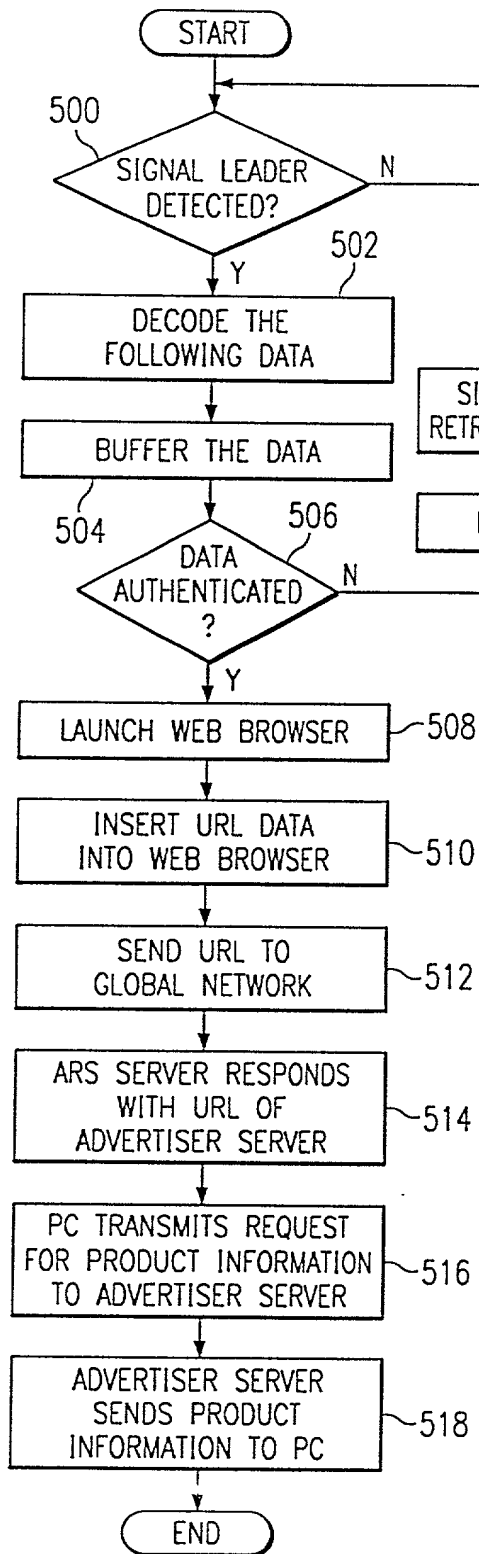 START
500
SIGNAL LEADER
DETECTED?
N
Y
502
DECODE THE
FOLLOWING DATA
BUFFER THE DATA
504
506
DATA
AUTHENTICATED
?
N
Y
LAUNCH WEB BROWSER
508
INSERT URL DATA
INTO WEB BROWSER
510
SEND URL TO
GLOBAL NETWORK
512
ARS SERVER RESPONDS
WITH URL OF
ADVERTISER SERVER
514
PC TRANSMITS REQUEST
FOR PRODUCT INFORMATION
TO ADVERTISER SERVER
516
ADVERTISER SERVER
SENDS PRODUCT
INFORMATION TO PC
518
END